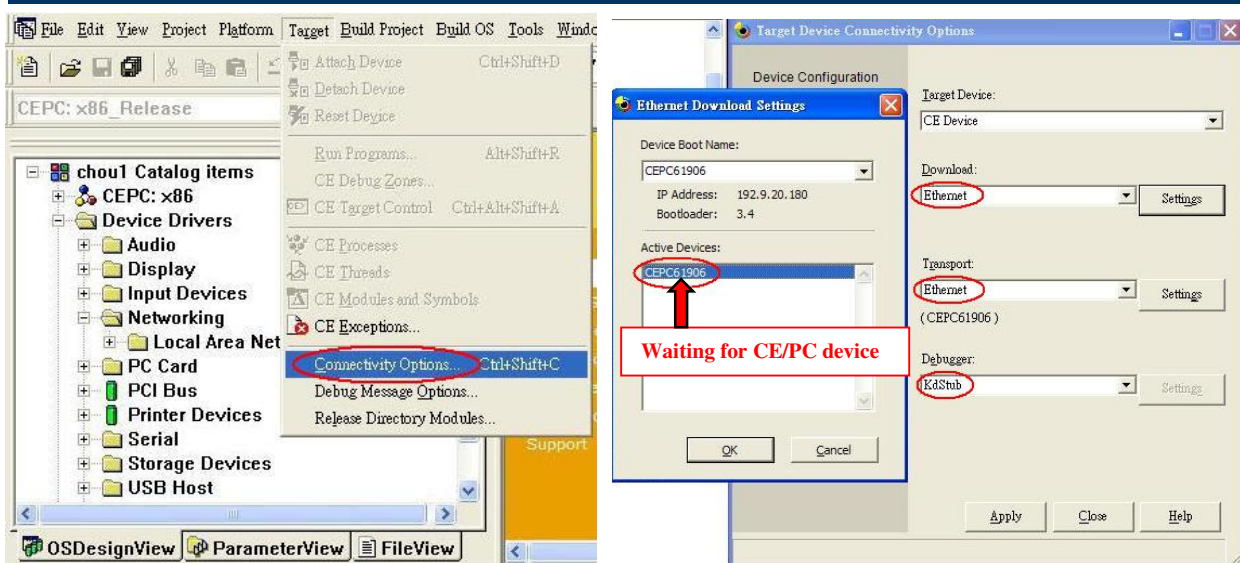 File Edit View Project Platform Target Build Project Build OS Tools
Attach Device Ctrl+Shift+D
Detach Device
Reset Device
CEPC: x86_Release
Run Programs... Alt+Shift+R
CE Debug Zones...
CE Target Control Ctrl+Alt+Shift+A
CE Processes
CE Threads
CE Modules and Symbols
CE Exceptions...
Connectivity Options... Ctrl+Shift+C
Debug Message Options...
Release Directory Modules...
chou1 Catalog items
CEPC: x86
Device Drivers
Audio
Display
Input Devices
Networking
Local Area Net
PC Card
PCI Bus
Printer Devices
Serial
Storage Devices
USB Host
Support
OSDesignView ParameterView FileView
Target Device Connectivity Options
Device Configuration
Target Device:
CE Device
Download:
Ethernet Settings
Transport:
Ethernet Settings
(CEPC61906)
Debugger:
KdStub Settings
Apply Close Help
Ethernet Download Settings
Device Boot Name:
CEPC61906
IP Address: 192.9.20.180
Bootloader: 3.4
Active Devices:
CEPC61906
Waiting for CE/PC device
OK Cancel